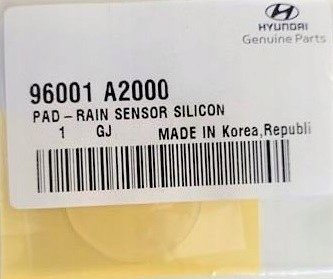 HYUNDAI
Genuine Parts
96001 A2000
PAD-RAIN SENSOR SILICON
1 GJ MADE IN Korea,Republi